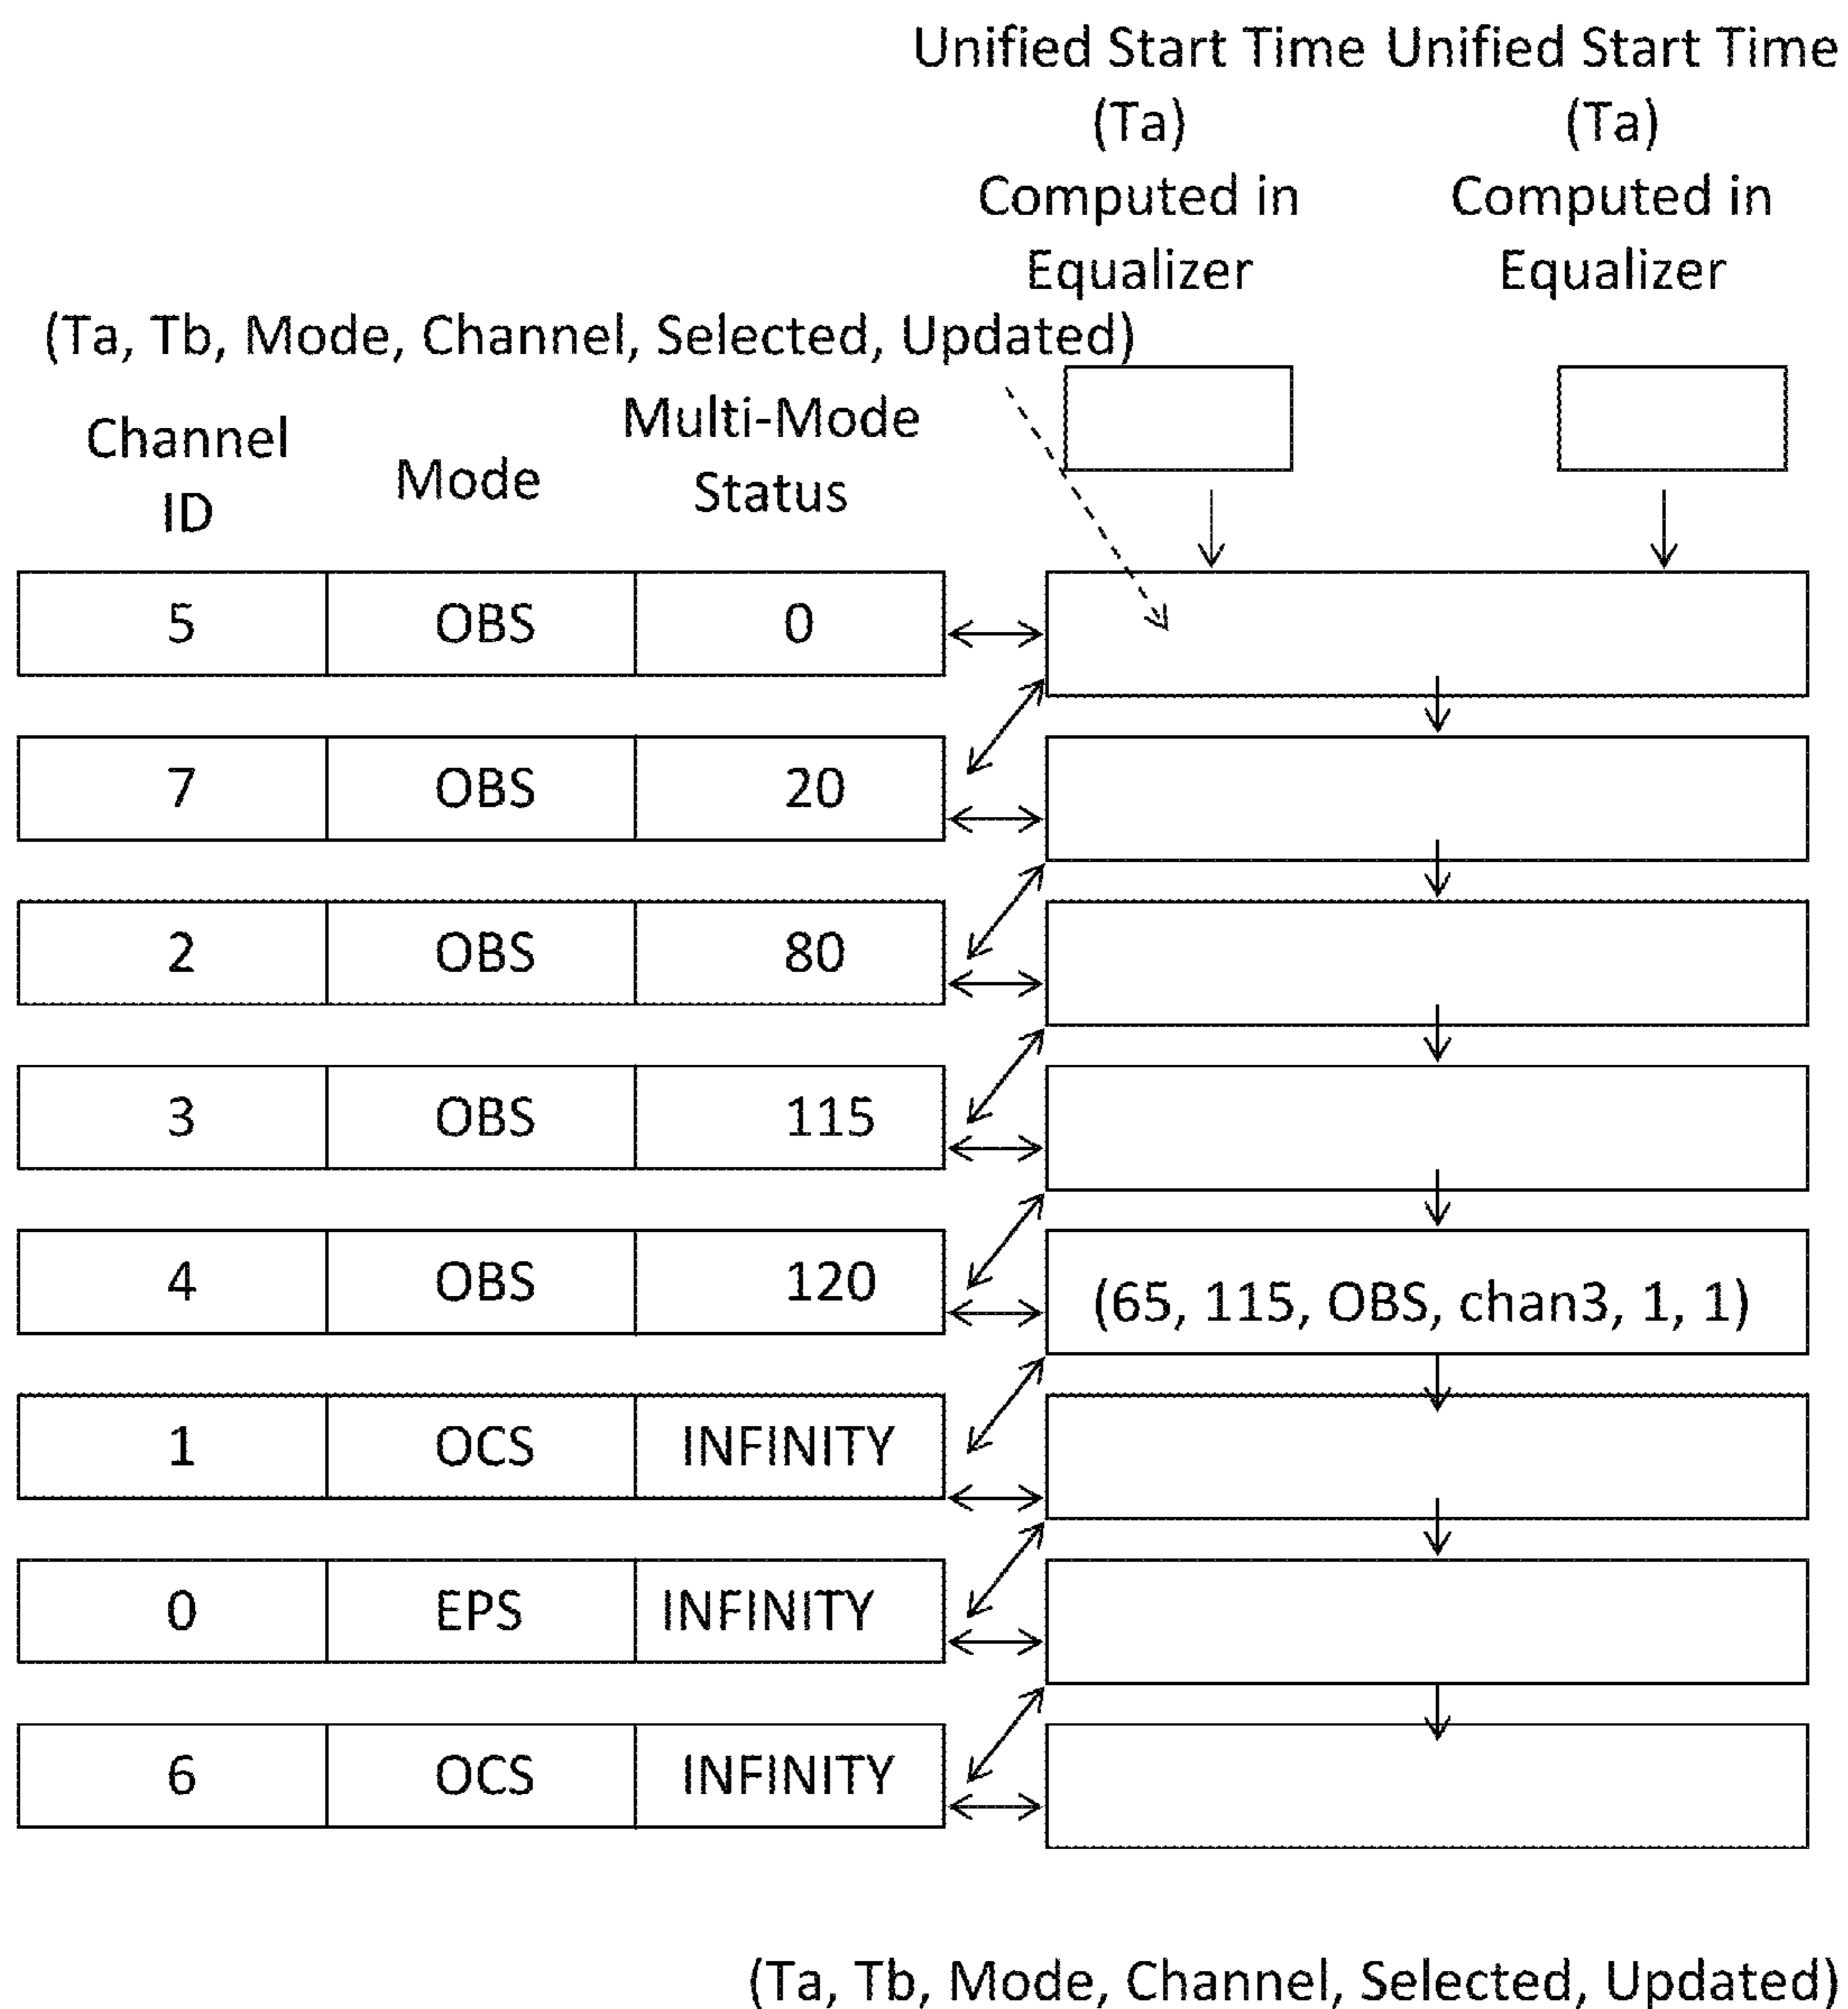 Unified Start Time Unified Start Time
(Ta) (Ta)
Computed in Computed in
Equalizer Equalizer
(Ta, Tb, Mode, Channel, Selected, Updated)
Channel ID Mode Multi-Mode Status
5 OBS 0
7 OBS 20
2 OBS 80
3 OBS 115
4 OBS 120 (65, 115, OBS, chan3, 1, 1)
1 OCS INFINITY
0 EPS INFINITY
6 OCS INFINITY
(Ta, Tb, Mode, Channel, Selected, Updated)